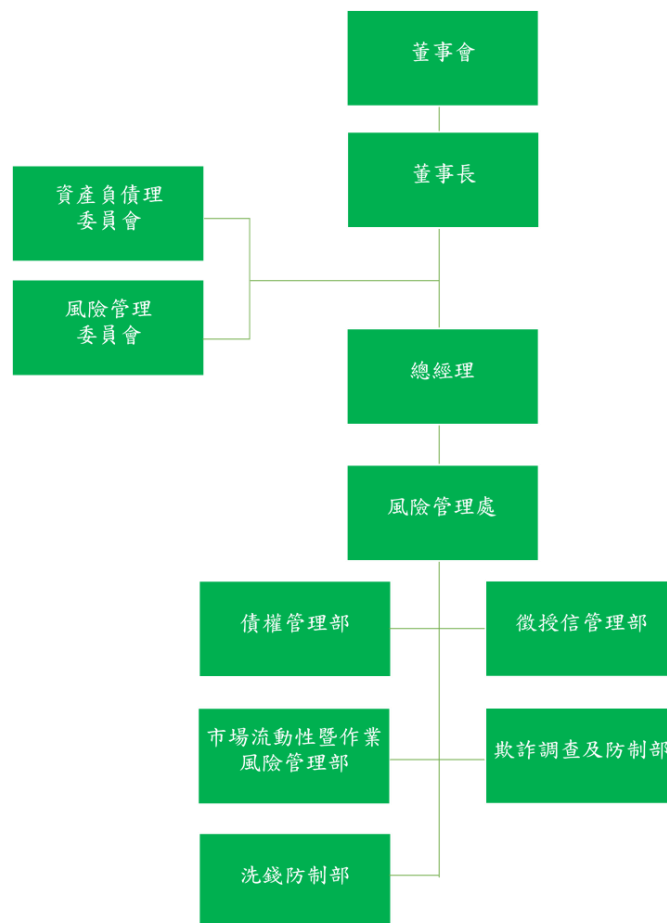 董事會
董事長
資產負債理
委員會
風險管理
委員會
總經理
風險管理處
債權管理部
徵授信管理部
市場流動性暨作業
風險管理部
欺詐調查及防制部
洗錢防制部